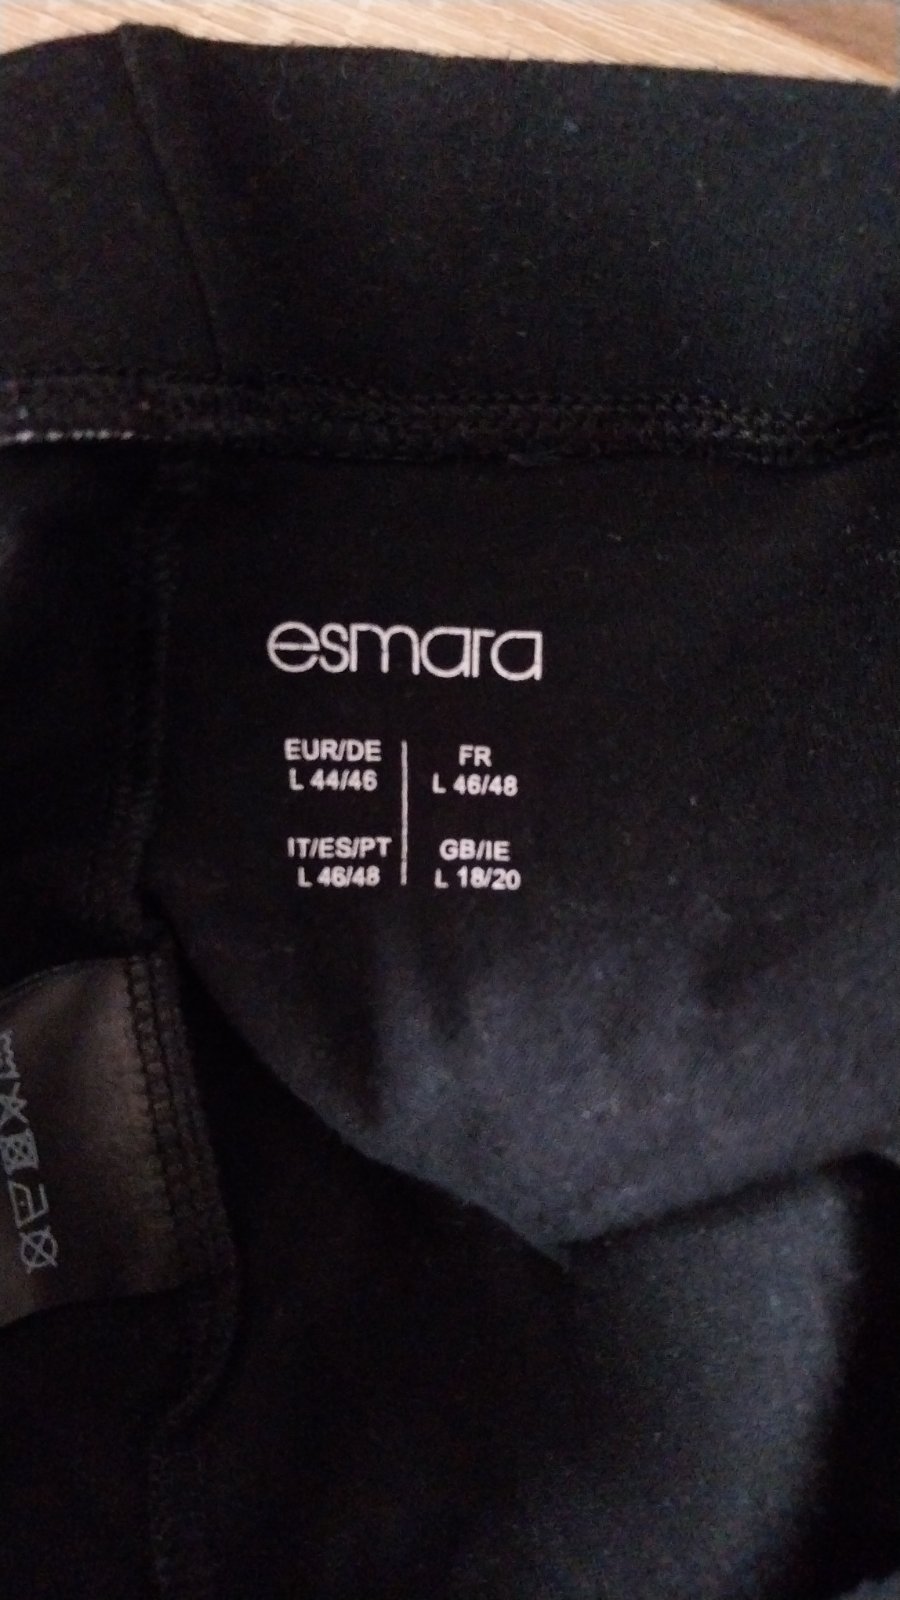 esmara
EUR/DE
L 44/46
FR
L 46/48
IT/ES/PT
L 46/48
GB/IE
L 18/20